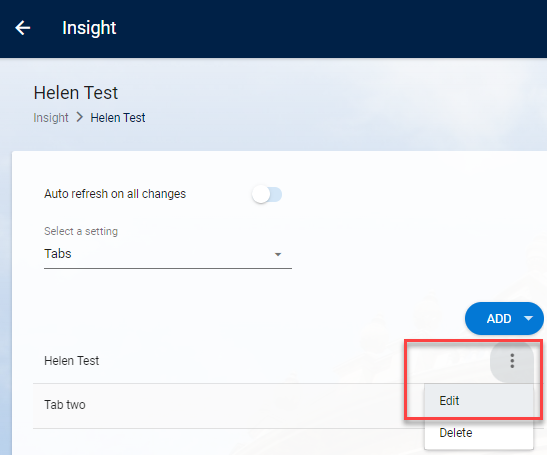 Insight
Helen Test
Insight > Helen Test
Auto refresh on all changes
Select a setting
Tabs
ADD
Helen Test
Edit
Tab two
Delete